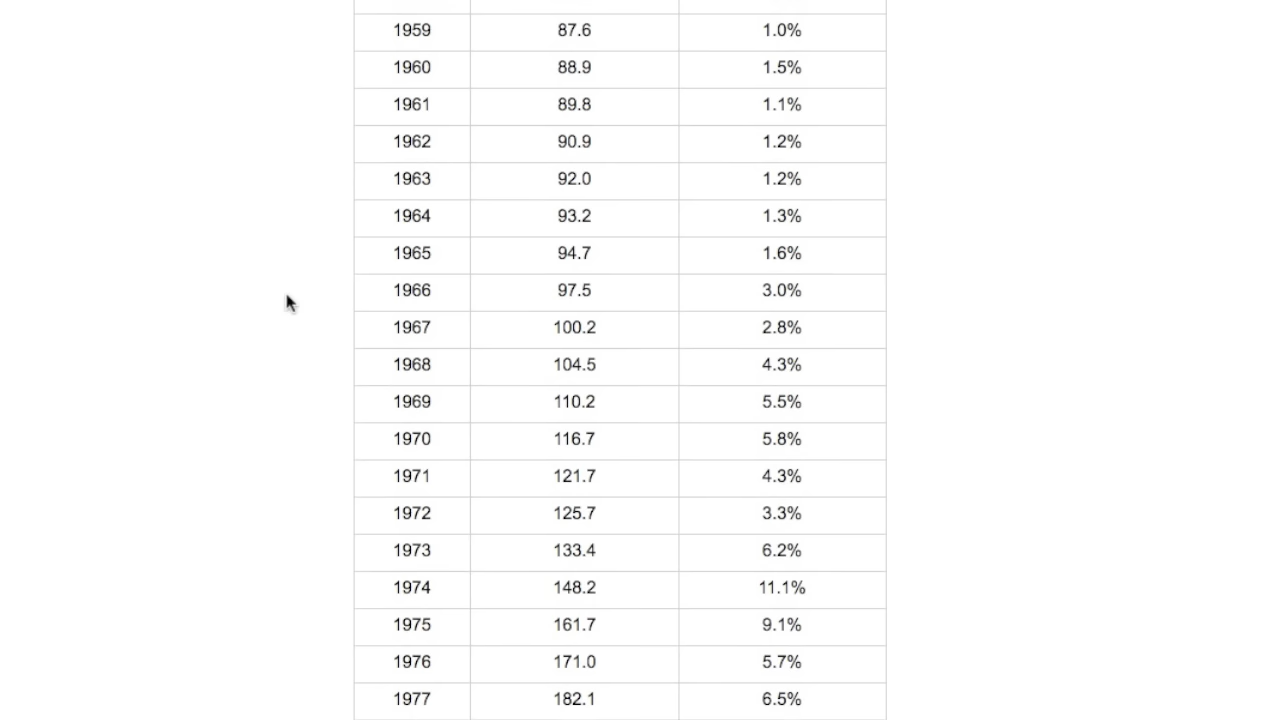 1959 87.6 1.0%
1960 88.9 1.5%
1961 89.8 1.1%
1962 90.9 1.2%
1963 92.0 1.2%
1964 93.2 1.3%
1965 94.7 1.6%
1966 97.5 3.0%
1967 100.2 2.8%
1968 104.5 4.3%
1969 110.2 5.5%
1970 116.7 5.8%
1971 121.7 4.3%
1972 125.7 3.3%
1973 133.4 6.2%
1974 148.2 11.1%
1975 161.7 9.1%
1976 171.0 5.7%
1977 182.1 6.5%